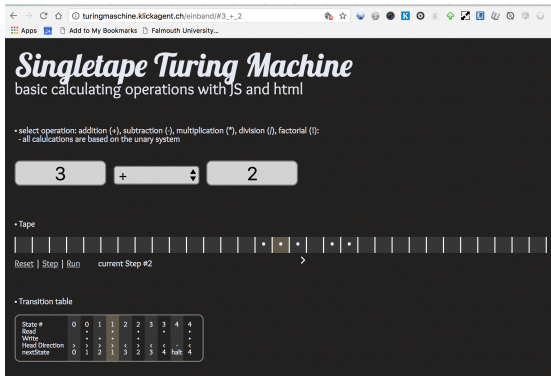 turingmaschine.klickagent.ch/einband/#3_+_2
Apps Add to My Bookmarks Falmouth University...
Singletape Turing Machine
basic calculating operations with JS and html
• select operation: addition (+), subtraction (-), multiplication (*), division (/), factorial (!):
- all calulcations are based on the unary system
3 + 2
• Tape
Reset | Step | Run current Step #2
• Transition table
State # 0 0 1 1 2 2 3 3 4 4
Read • • • • •
Write • • • • •
Head Direction > > > > < < < < - <
nextState 0 1 2 1 3 2 3 4 halt 4